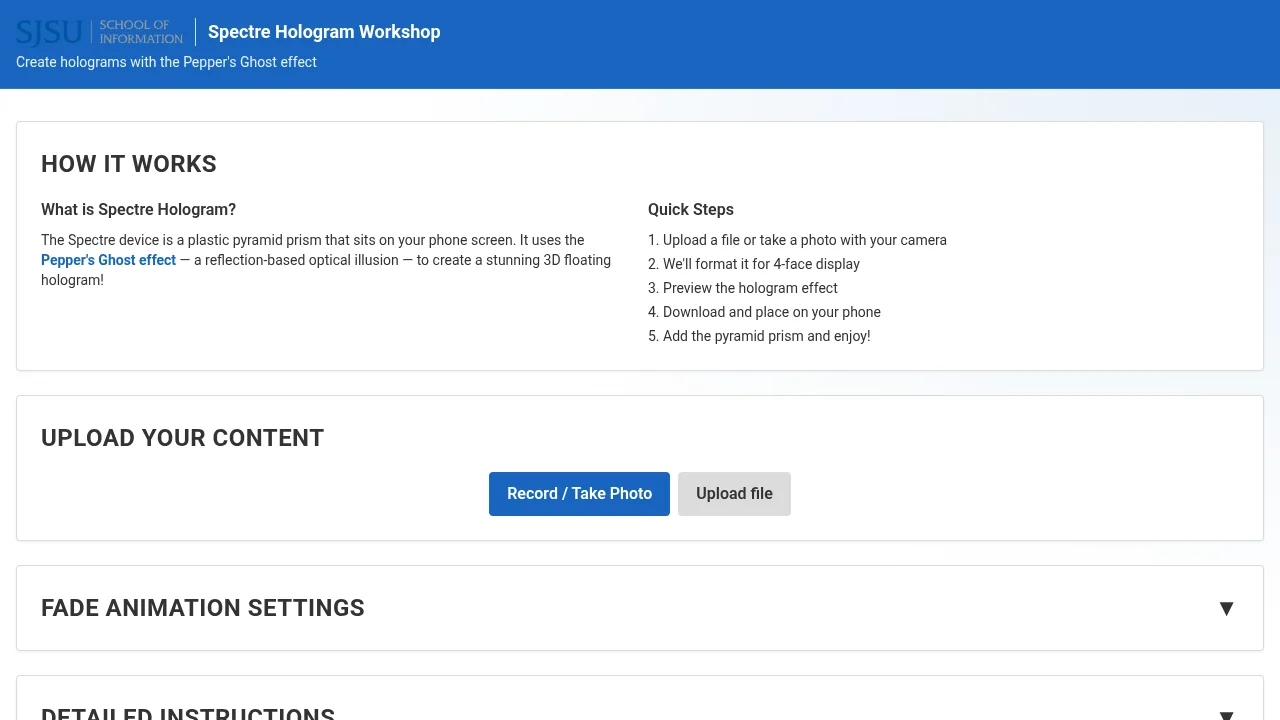 SJSU SCHOOL OF INFORMATION
Spectre Hologram Workshop
Create holograms with the Pepper's Ghost effect
HOW IT WORKS
What is Spectre Hologram?
The Spectre device is a plastic pyramid prism that sits on your phone screen. It uses the
Pepper's Ghost effect — a reflection-based optical illusion — to create a stunning 3D floating
hologram!
Quick Steps
1. Upload a file or take a photo with your camera
2. We'll format it for 4-face display
3. Preview the hologram effect
4. Download and place on your phone
5. Add the pyramid prism and enjoy!
UPLOAD YOUR CONTENT
Record / Take Photo
Upload file
FADE ANIMATION SETTINGS
▼
DETAILED INSTRUCTIONS
▼